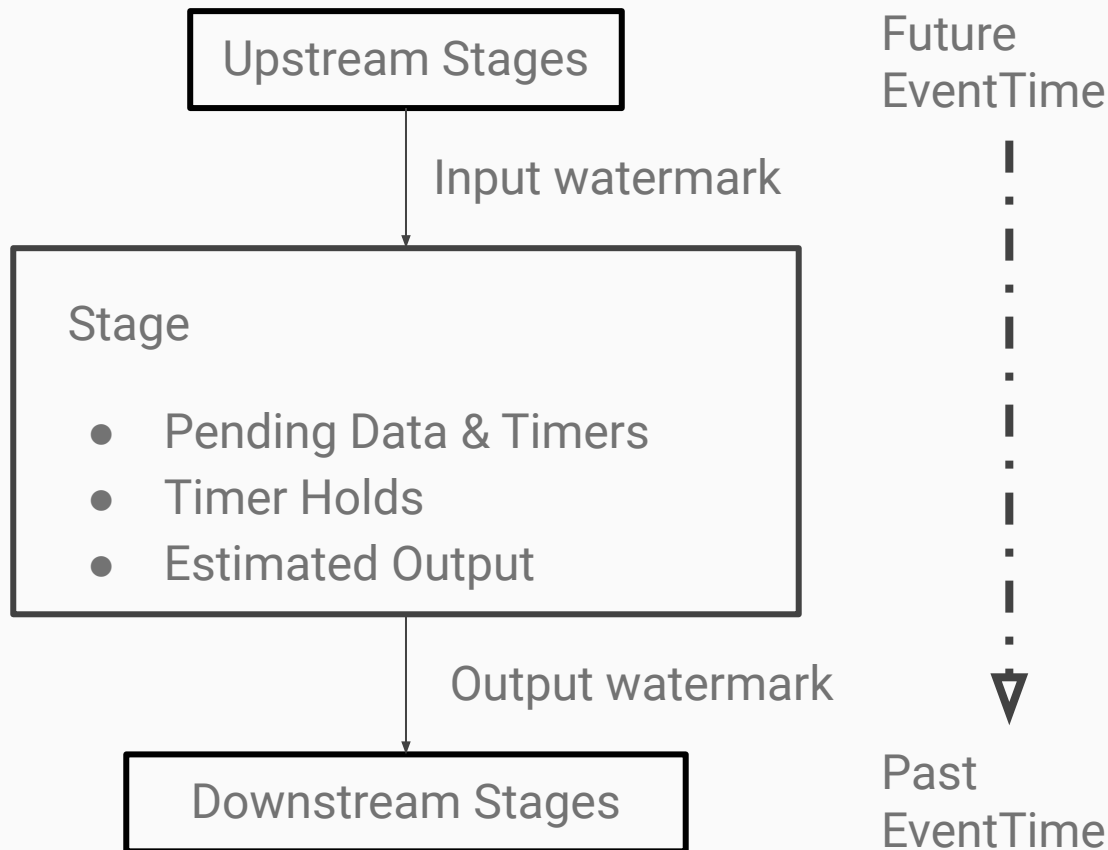 Upstream Stages
Future
EventTime
Input watermark
Stage
● Pending Data & Timers
● Timer Holds
● Estimated Output
Output watermark
Downstream Stages
Past
EventTime